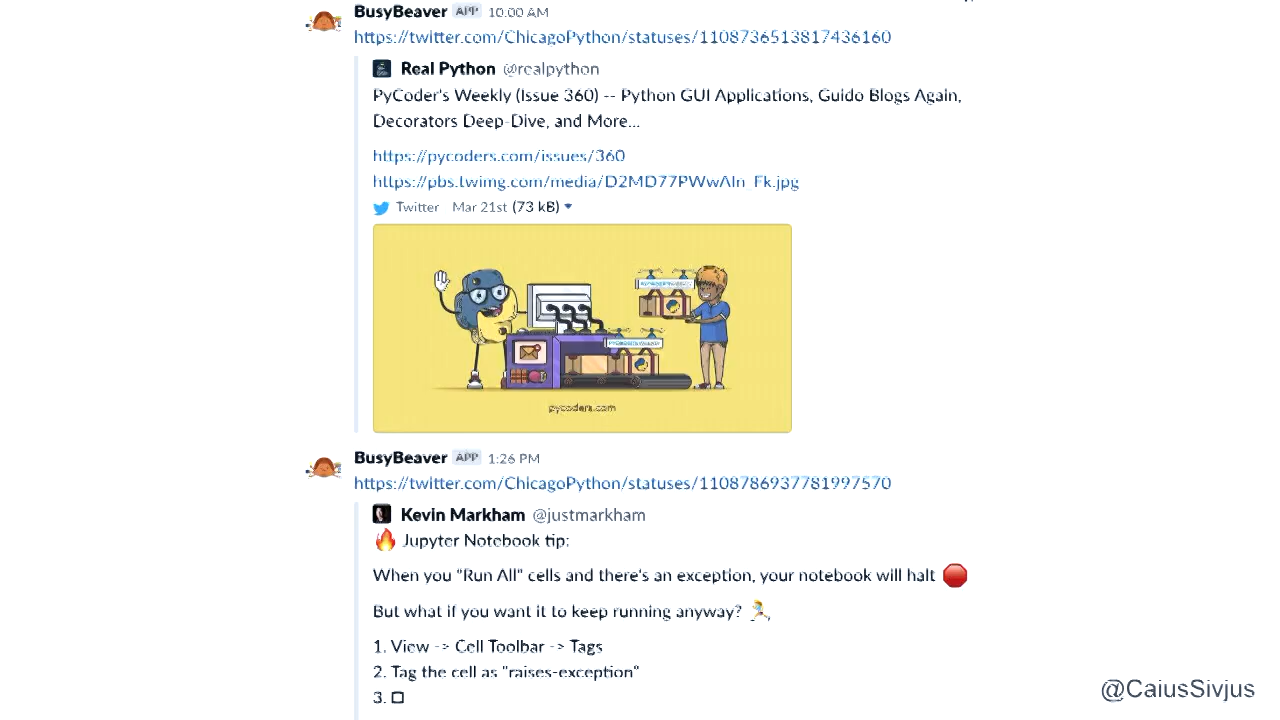 BusyBeaver APP 10:00 AM
https://twitter.com/ChicagoPython/statuses/1108736513817436160
Real Python @realpython
PyCoder's Weekly (Issue 360) -- Python GUI Applications, Guido Blogs Again,
Decorators Deep-Dive, and More...
https://pycoders.com/issues/360
https://pbs.twimg.com/media/D2MD77PWwAIn_Fk.jpg
Twitter Mar 21st (73 kB)
pycoders.com
BusyBeaver APP 1:26 PM
https://twitter.com/ChicagoPython/statuses/1108786937781997570
Kevin Markham @justmarkham
🔥 Jupyter Notebook tip:
When you "Run All" cells and there's an exception, your notebook will halt 🛑
But what if you want it to keep running anyway? 🏃
1. View -> Cell Toolbar -> Tags
2. Tag the cell as "raises-exception"
3. □
@CaiusSivjus